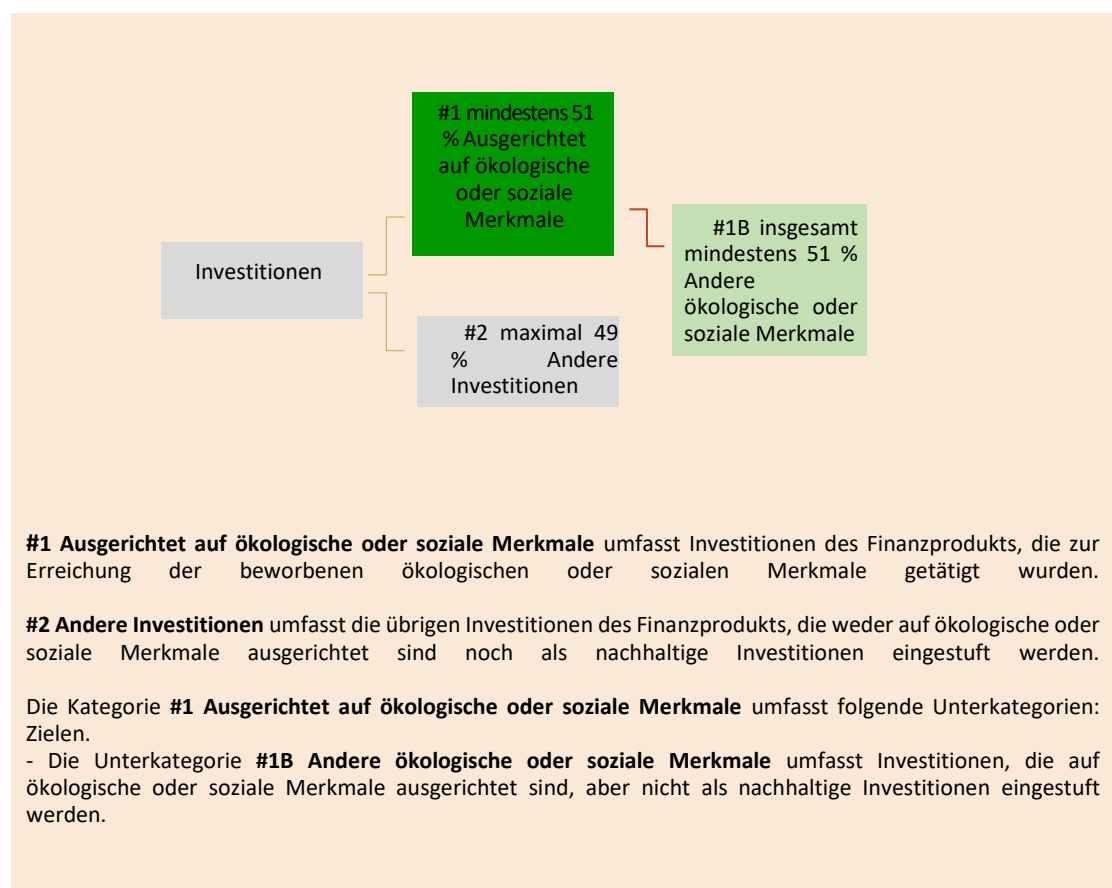 #1 mindestens 51
% Ausgerichtet
auf ökologische
oder soziale
Merkmale
#1B insgesamt
mindestens 51 %
Andere
ökologische oder
soziale Merkmale
Investitionen
#2 maximal 49
% Andere
Investitionen
#1 Ausgerichtet auf ökologische oder soziale Merkmale umfasst Investitionen des Finanzprodukts, die zur
Erreichung der beworbenen ökologischen oder sozialen Merkmale getätigt wurden.
#2 Andere Investitionen umfasst die übrigen Investitionen des Finanzprodukts, die weder auf ökologische oder
soziale Merkmale ausgerichtet sind noch als nachhaltige Investitionen eingestuft werden.
Die Kategorie #1 Ausgerichtet auf ökologische oder soziale Merkmale umfasst folgende Unterkategorien:
Zielen.
- Die Unterkategorie #1B Andere ökologische oder soziale Merkmale umfasst Investitionen, die auf
ökologische oder soziale Merkmale ausgerichtet sind, aber nicht als nachhaltige Investitionen eingestuft
werden.